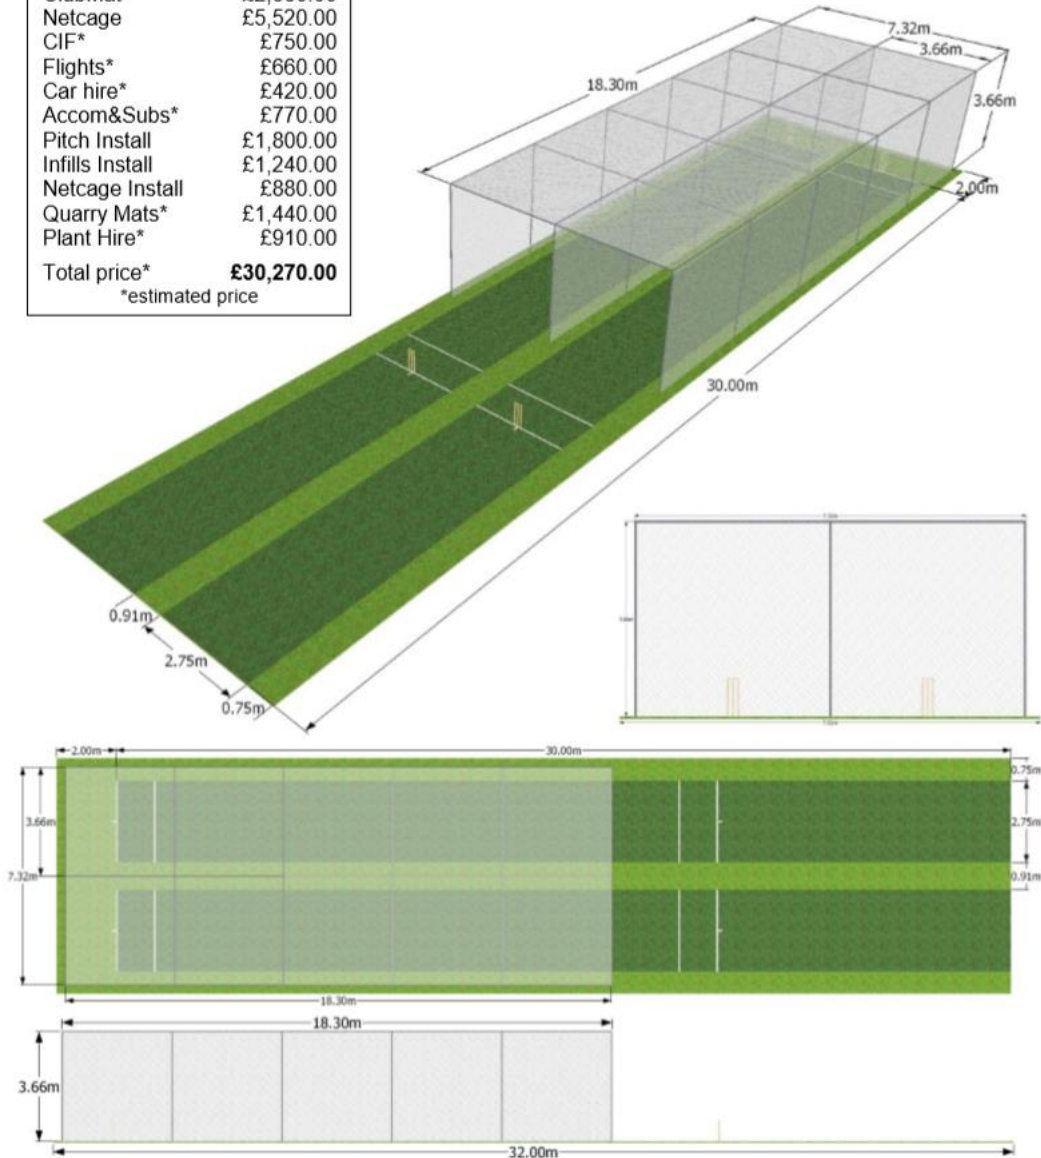 Netcage £5,520.00
CIF* £750.00
Flights* £660.00
Car hire* £420.00
Accom&Subs* £770.00
Pitch Install £1,800.00
Infills Install £1,240.00
Netcage Install £880.00
Quarry Mats* £1,440.00
Plant Hire* £910.00
Total price* £30,270.00
*estimated price
7.32m
3.66m
18.30m
3.66m
2.00m
30.00m
0.91m
2.75m
0.75m
2.00m
30.00m
0.75m
3.66m
2.75m
7.32m
0.91m
18.30m
18.30m
3.66m
32.00m